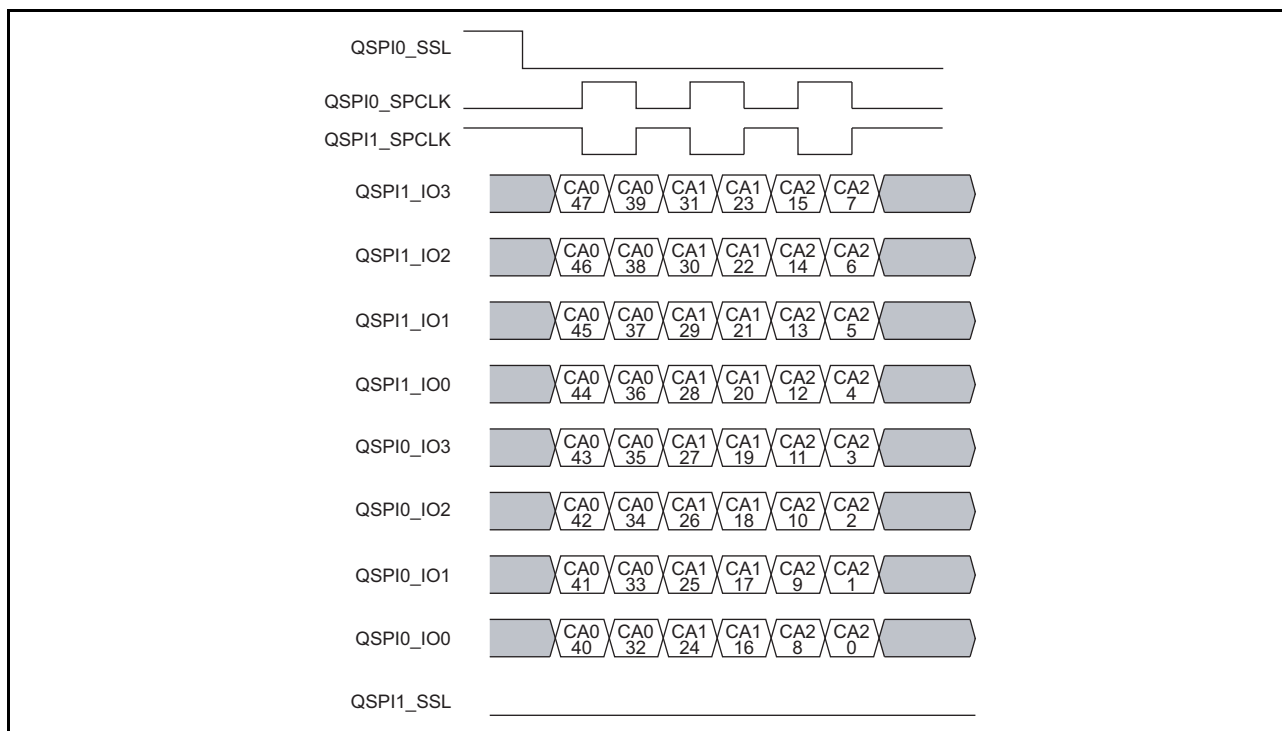 QSPI0_SSL
QSPI0_SPCLK
QSPI1_SPCLK
QSPI1_IO3 CA0 CA0 CA1 CA1 CA2 CA2
47 39 31 23 15 7
QSPI1_IO2 CA0 CA0 CA1 CA1 CA2 CA2
46 38 30 22 14 6
QSPI1_IO1 CA0 CA0 CA1 CA1 CA2 CA2
45 37 29 21 13 5
QSPI1_IO0 CA0 CA0 CA1 CA1 CA2 CA2
44 36 28 20 12 4
QSPI0_IO3 CA0 CA0 CA1 CA1 CA2 CA2
43 35 27 19 11 3
QSPI0_IO2 CA0 CA0 CA1 CA1 CA2 CA2
42 34 26 18 10 2
QSPI0_IO1 CA0 CA0 CA1 CA1 CA2 CA2
41 33 25 17 9 1
QSPI0_IO0 CA0 CA0 CA1 CA1 CA2 CA2
40 32 24 16 8 0
QSPI1_SSL